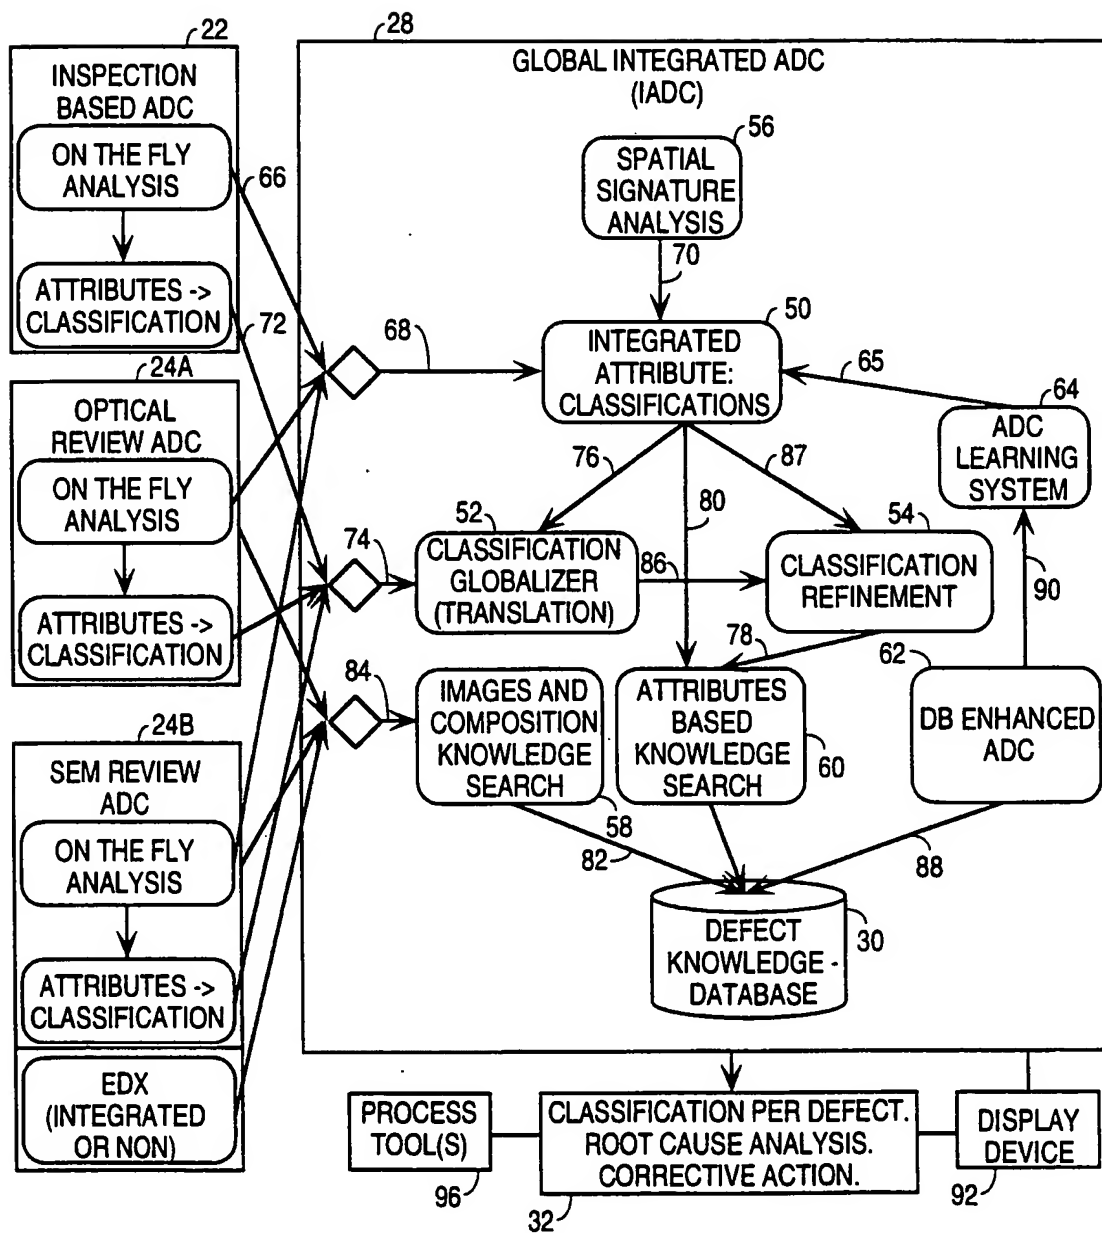 22
INSPECTION
BASED ADC
ON THE FLY
ANALYSIS
ATTRIBUTES ->
CLASSIFICATION
66
72
24A
OPTICAL
REVIEW ADC
ON THE FLY
ANALYSIS
ATTRIBUTES ->
CLASSIFICATION
24B
SEM REVIEW
ADC
ON THE FLY
ANALYSIS
ATTRIBUTES ->
CLASSIFICATION
EDX
(INTEGRATED
OR NON)
28
GLOBAL INTEGRATED ADC
(IADC)
56
SPATIAL
SIGNATURE
ANALYSIS
70
50
68
INTEGRATED
ATTRIBUTE:
CLASSIFICATIONS
65
64
ADC
LEARNING
SYSTEM
76
80
87
52
74
CLASSIFICATION
GLOBALIZER
(TRANSLATION)
86
54
CLASSIFICATION
REFINEMENT
90
78
62
84
IMAGES AND
COMPOSITION
KNOWLEDGE
SEARCH
58
ATTRIBUTES
BASED
KNOWLEDGE
SEARCH
60
DB ENHANCED
ADC
82
88
DEFECT
KNOWLEDGE -
DATABASE
30
PROCESS
TOOL(S)
96
CLASSIFICATION PER DEFECT.
ROOT CAUSE ANALYSIS.
CORRECTIVE ACTION.
32
DISPLAY
DEVICE
92